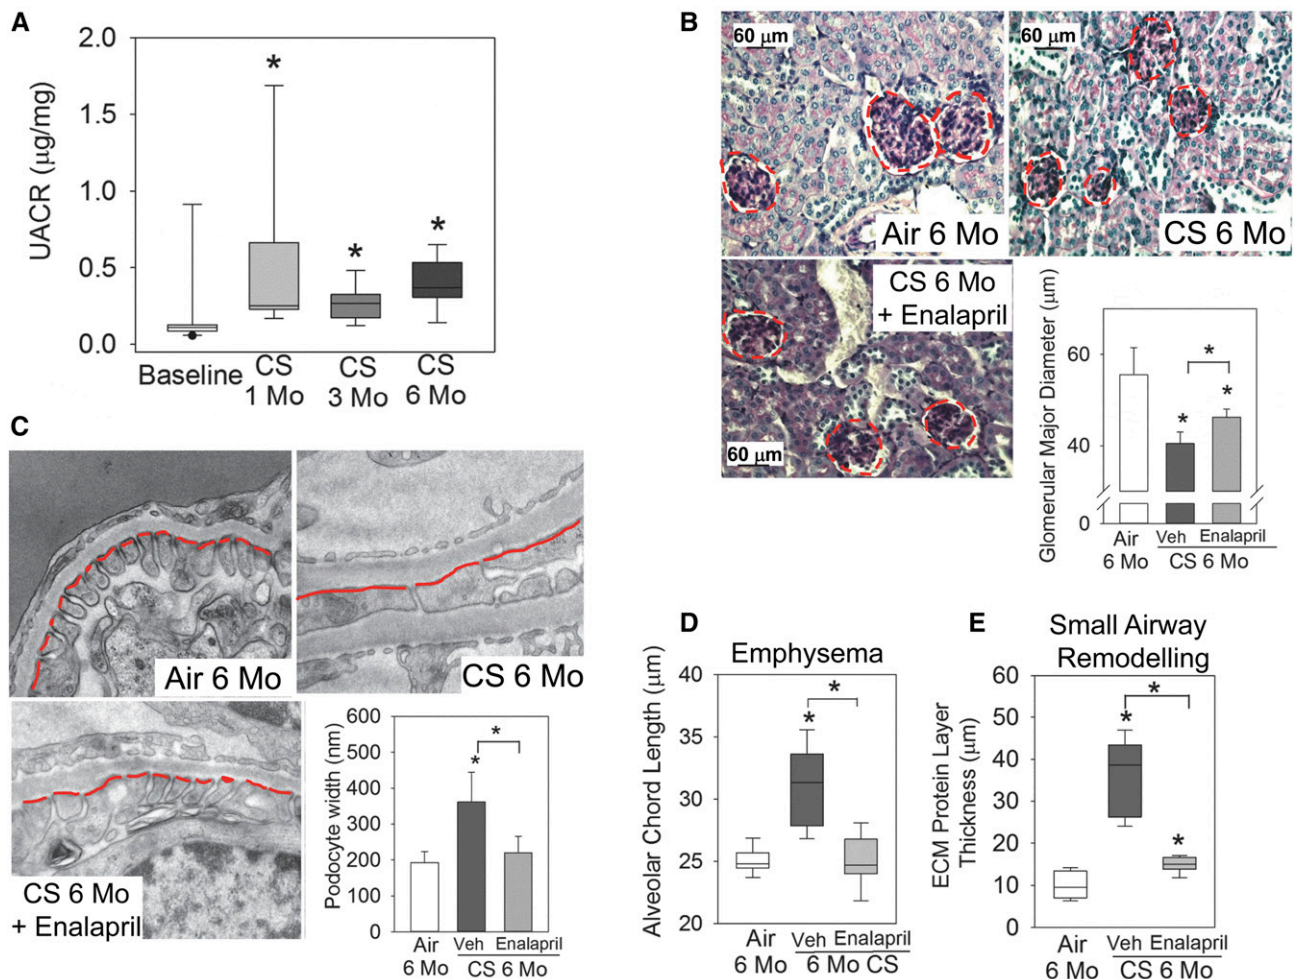 A
2.0
1.5
1.0
0.5
0.0
UACR (μg/mg)
*
*
*
Baseline
CS
1 Mo
CS
3 Mo
CS
6 Mo
B
60 μm
Air 6 Mo
60 μm
CS 6 Mo
CS 6 Mo
+ Enalapril
60 μm
Glomerular Major Diameter (μm)
60
40
0
*
*
*
Air
6 Mo
Veh
Enalapril
CS 6 Mo
C
Air 6 Mo
CS 6 Mo
CS 6 Mo
+ Enalapril
Podocyte width (nm)
600
500
400
300
200
100
0
*
*
Air
6 Mo
Veh
Enalapril
CS 6 Mo
D
Emphysema
Alveolar Chord Length (μm)
40
35
30
25
20
*
*
Air
6 Mo
Veh
Enalapril
6 Mo CS
E
Small Airway
Remodelling
ECM Protein Layer
Thickness (μm)
60
50
40
30
20
10
0
*
*
*
Air
6 Mo
Veh
Enalapril
CS 6 Mo